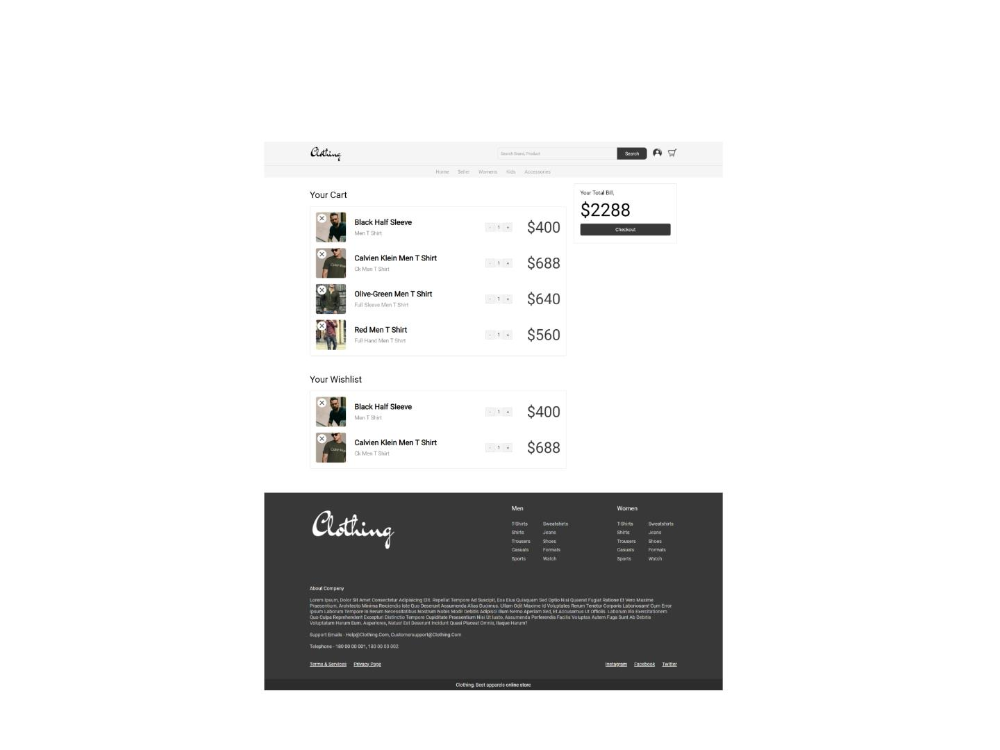 Clothing
Search Brand, Product
Search
Home Seller Womens Kids Accessories
Your Cart
Black Half Sleeve
Men T Shirt
- 1 +
$400
Calvien Klein Men T Shirt
Ck Men T Shirt
- 1 +
$688
Olive-Green Men T Shirt
Full Sleeve Men T Shirt
- 1 +
$640
Red Men T Shirt
Full Hand Men T Shirt
- 1 +
$560
Your Total Bill,
$2288
Checkout
Your Wishlist
Black Half Sleeve
Men T Shirt
- 1 +
$400
Calvien Klein Men T Shirt
Ck Men T Shirt
- 1 +
$688
Clothing
Men
T-Shirts Sweatshirts
Shirts Jeans
Trousers Shoes
Casuals Formals
Sports Watch
Women
T-Shirts Sweatshirts
Shirts Jeans
Trousers Shoes
Casuals Formals
Sports Watch
About Company
Lorem Ipsum, Dolor Sit Amet Consectetur Adipisicing Elit. Repellat Tempore Ad Suscipit, Eos Eius Quisquam Sed Optio Nisi Quaerat Fugiat Ratione Et Vero Maxime
Praesentium, Architecto Minima Reiciendis Iste Quo Deserunt Assumenda Alias Ducimus. Ullam Odit Maxime Id Voluptates Rerum Tenetur Corporis Laboriosam! Cum Error
Ipsum Laborum Tempore In Rerum Necessitatibus Nostrum Nobis Modi! Debitis Adipisci Illum Nemo Aperiam Sed, Et Accusamus Ut Officiis. Laborum Illo Exercitationem
Quo Culpa Reprehenderit Excepturi Distinctio Tempore Cupiditate Praesentium Nisi Ut Iusto, Assumenda Perferendis Facilis Voluptas Autem Fuga Sunt Ab Debitis
Voluptatum Harum Eum. Asperiores, Natus! Est Deserunt Incidunt Quasi Placeat Omnis, Itaque Harum?
Support Emails - Help@Clothing.Com, Customersupport@Clothing.Com
Telephone - 180 00 00 001, 180 00 00 002
Terms & Services Privacy Page
Instagram Facebook Twitter
Clothing, Best apparels online store